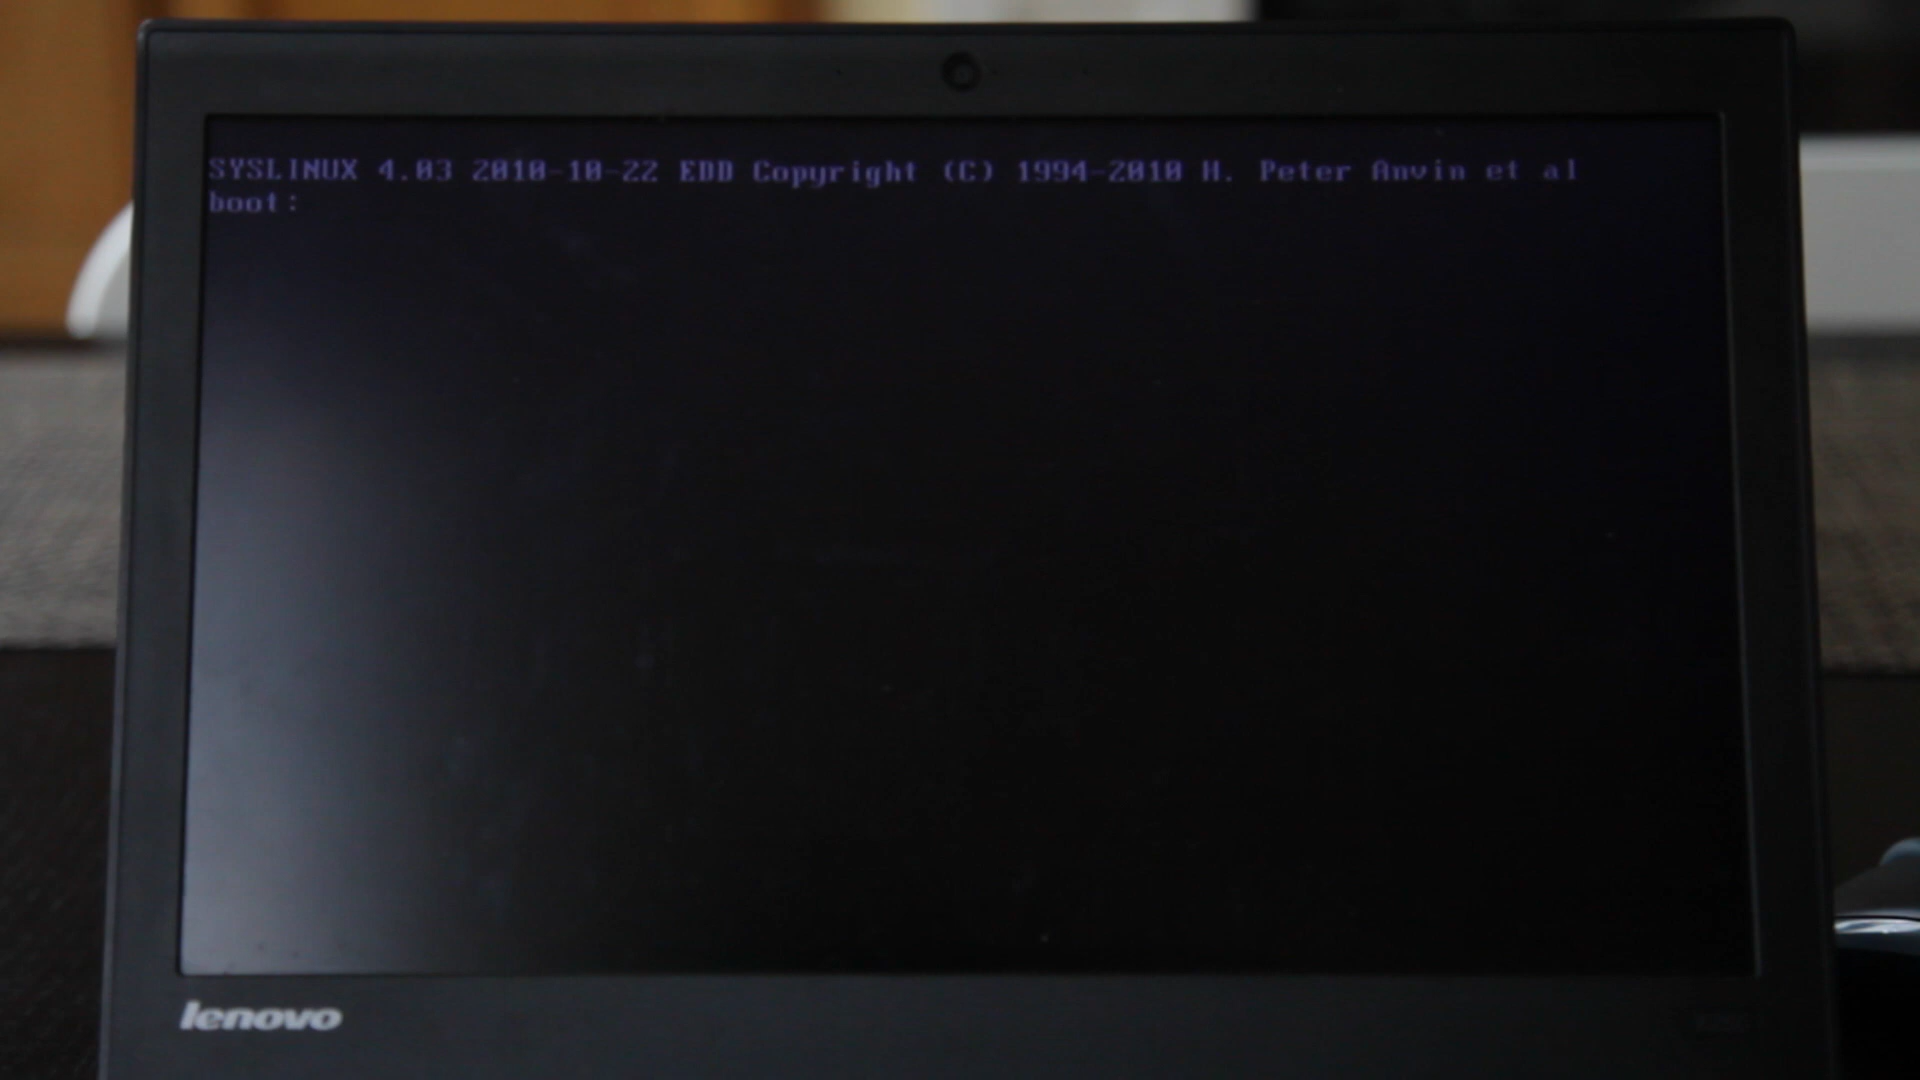 SYSLINUX 4.03 2010-10-22 EDD Copyright (C) 1994-2010 H. Peter Anvin et al
boot:
lenovo